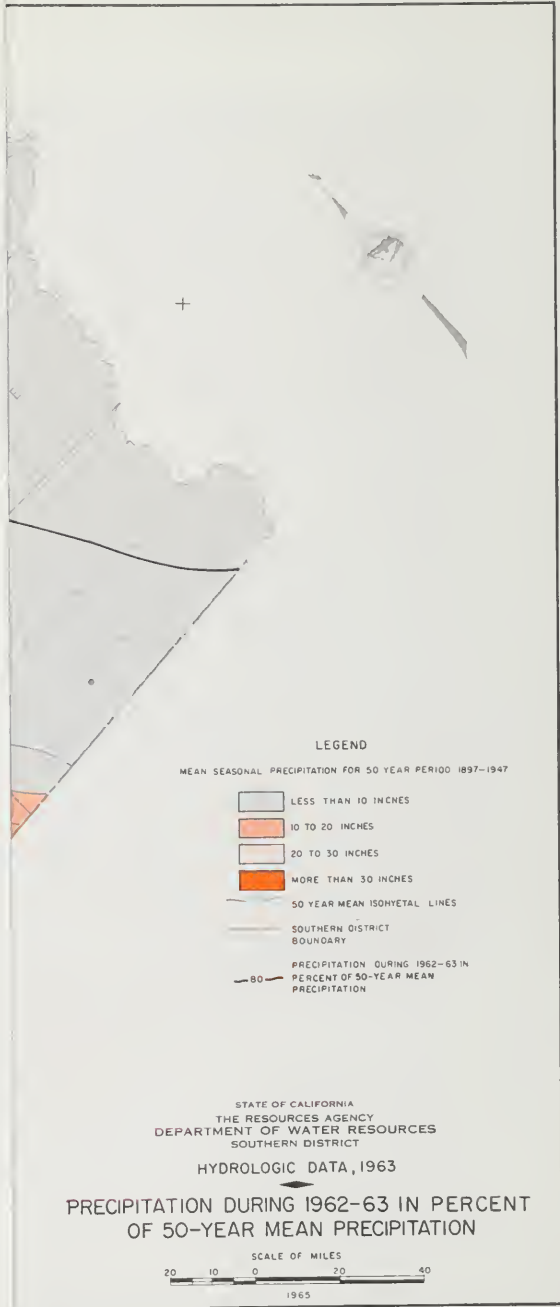 LEGEND
MEAN SEASONAL PRECIPITATION FOR 50 YEAR PERIOD 1897-1947
LESS THAN 10 INCHES
10 TO 20 INCHES
20 TO 30 INCHES
MORE THAN 30 INCHES
50 YEAR MEAN ISOHYETAL LINES
SOUTHERN DISTRICT
BOUNDARY
PRECIPITATION DURING 1962-63 IN
80 PERCENT OF 50-YEAR MEAN
PRECIPITATION
STATE OF CALIFORNIA
THE RESOURCES AGENCY
DEPARTMENT OF WATER RESOURCES
SOUTHERN DISTRICT
HYDROLOGIC DATA, 1963
PRECIPITATION DURING 1962-63 IN PERCENT
OF 50-YEAR MEAN PRECIPITATION
SCALE OF MILES
20 10 0 20 40
1965